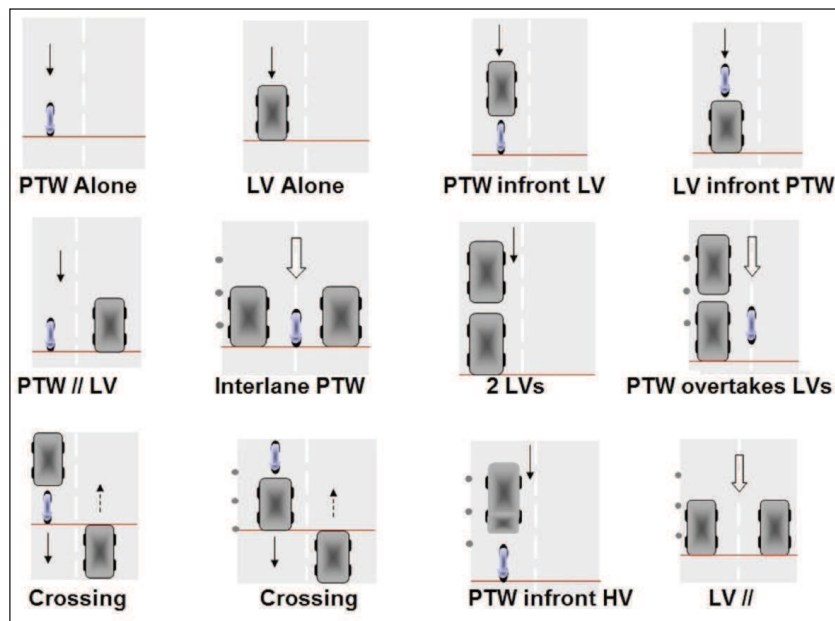 PTW Alone
LV Alone
PTW infront LV
LV infront PTW
PTW // LV
Interlane PTW
2 LVs
PTW overtakes LVs
Crossing
Crossing
PTW infront HV
LV //